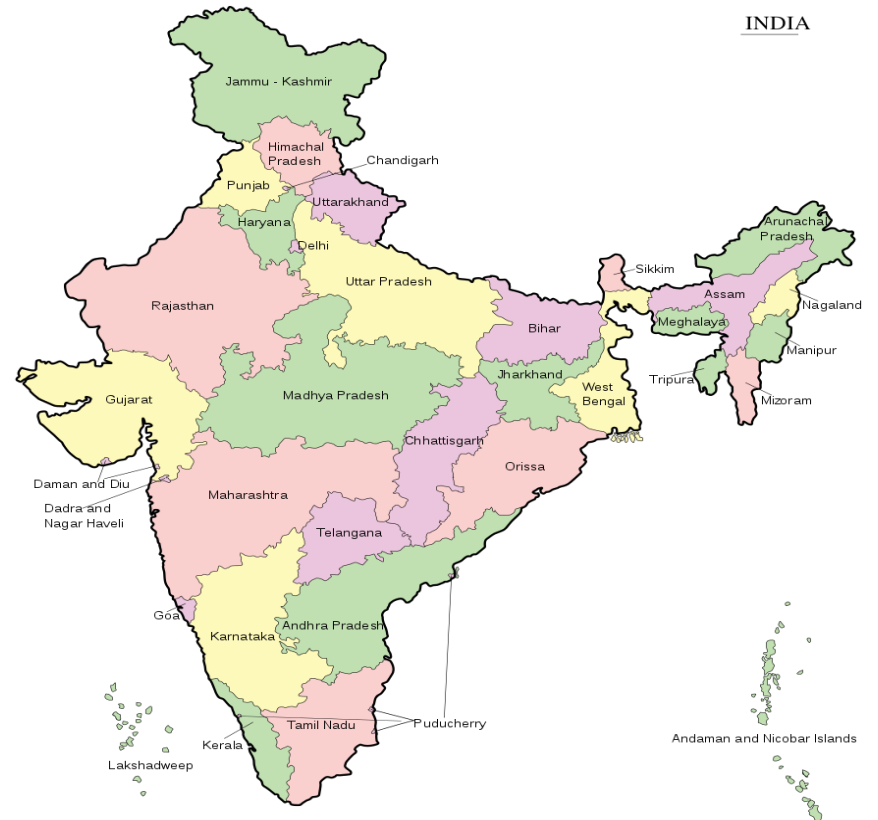 INDIA
Jammu - Kashmir
Himachal
Pradesh
Chandigarh
Punjab
Uttarakhand
Haryana
Delhi
Arunachal
Pradesh
Uttar Pradesh
Sikkim
Rajasthan
Assam
Nagaland
Bihar
Meghalaya
Manipur
Jharkhand
Tripura
Madhya Pradesh
West
Bengal
Gujarat
Mizoram
Chhattisgarh
Orissa
Daman and Diu
Maharashtra
Dadra and
Nagar Haveli
Telangana
Goa
Andhra Pradesh
Karnataka
Tamil Nadu
Puducherry
Kerala
Andaman and Nicobar Islands
Lakshadweep